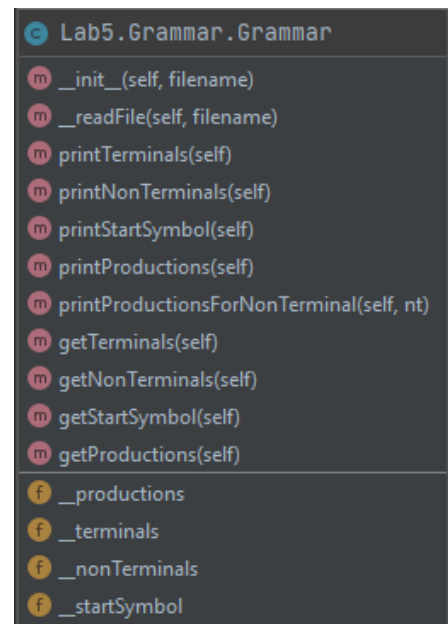 C Lab5.Grammar.Grammar
m __init__(self, filename)
m __readFile(self, filename)
m printTerminals(self)
m printNonTerminals(self)
m printStartSymbol(self)
m printProductions(self)
m printProductionsForNonTerminal(self, nt)
m getTerminals(self)
m getNonTerminals(self)
m getStartSymbol(self)
m getProductions(self)
f __productions
f __terminals
f __nonTerminals
f __startSymbol